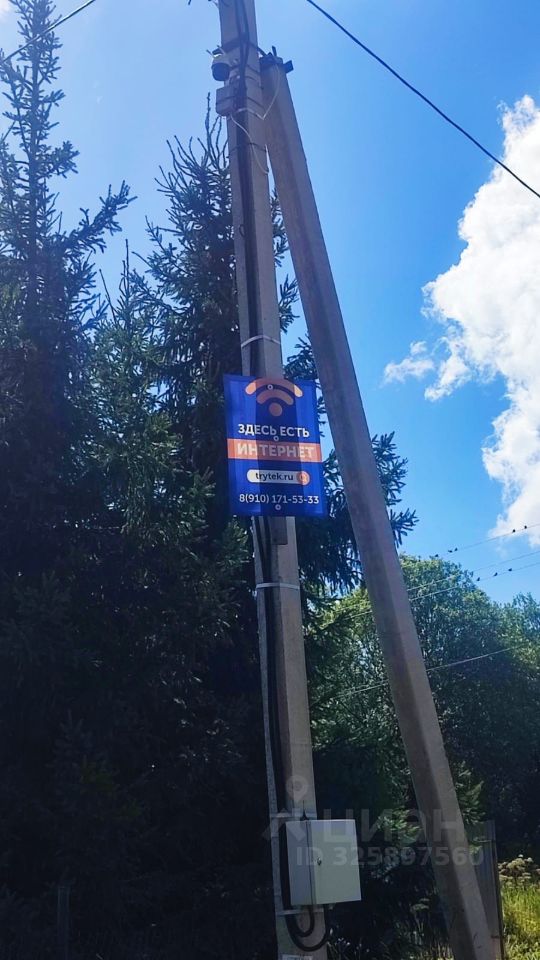 ЗДЕСЬ ЕСТЬ
ИНТЕРНЕТ
trytek.ru
8(910) 171-53-33
циан
ID 325897560